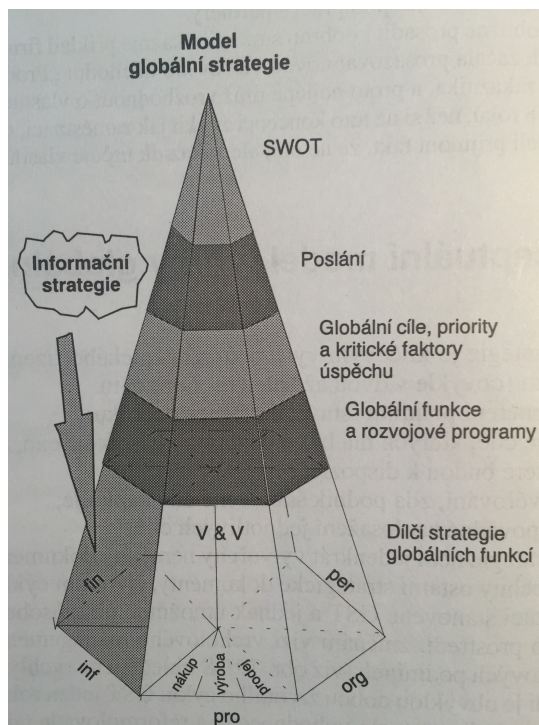 Model
globální strategie
SWOT
Informační
strategie
Poslání
Globální cíle, priority
a kritické faktory
úspěchu
Globální funkce
a rozvojové programy
V & V
Dílčí strategie
globálních funkcí
fin
per
inf
nákup
výroba
prodej
org
pro